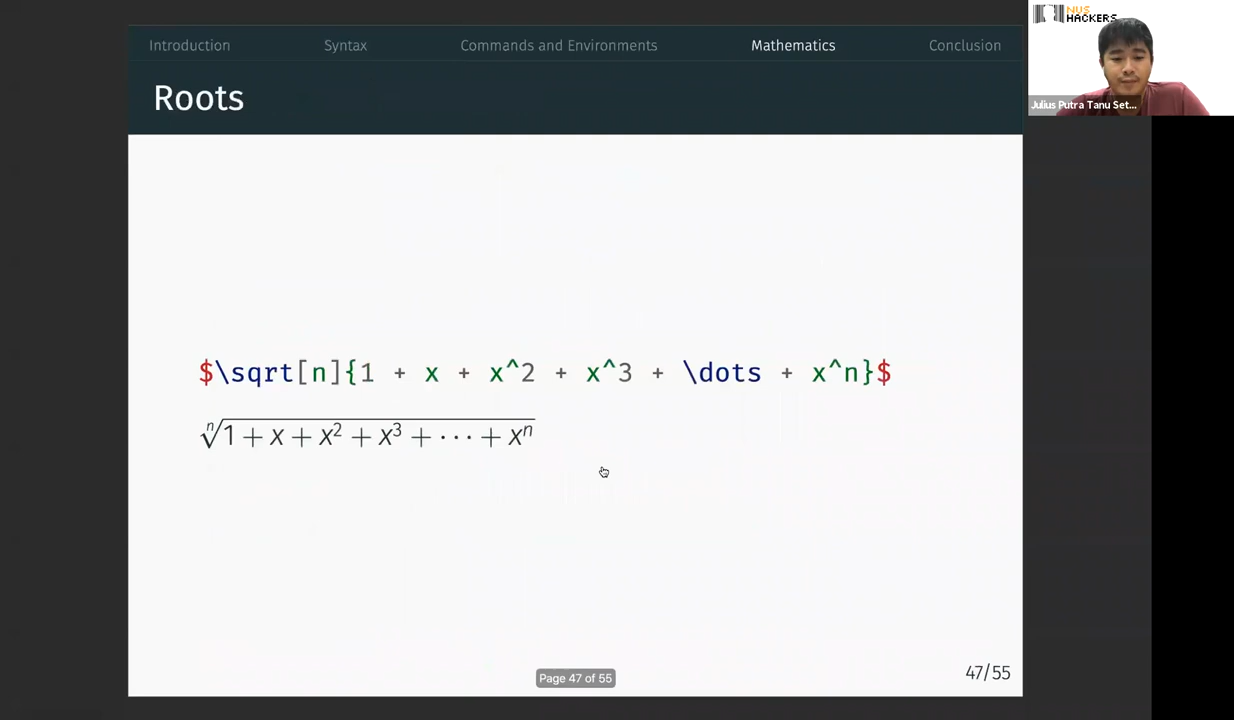 Introduction Syntax Commands and Environments Mathematics Conclusion
NUS
HACKERS
Roots
Julius Putra Tanu Set...
$\sqrt[n]{1 + x + x^2 + x^3 + \dots + x^n}$
ⁿ√1 + x + x² + x³ + ··· + xⁿ
Page 47 of 55
47/55